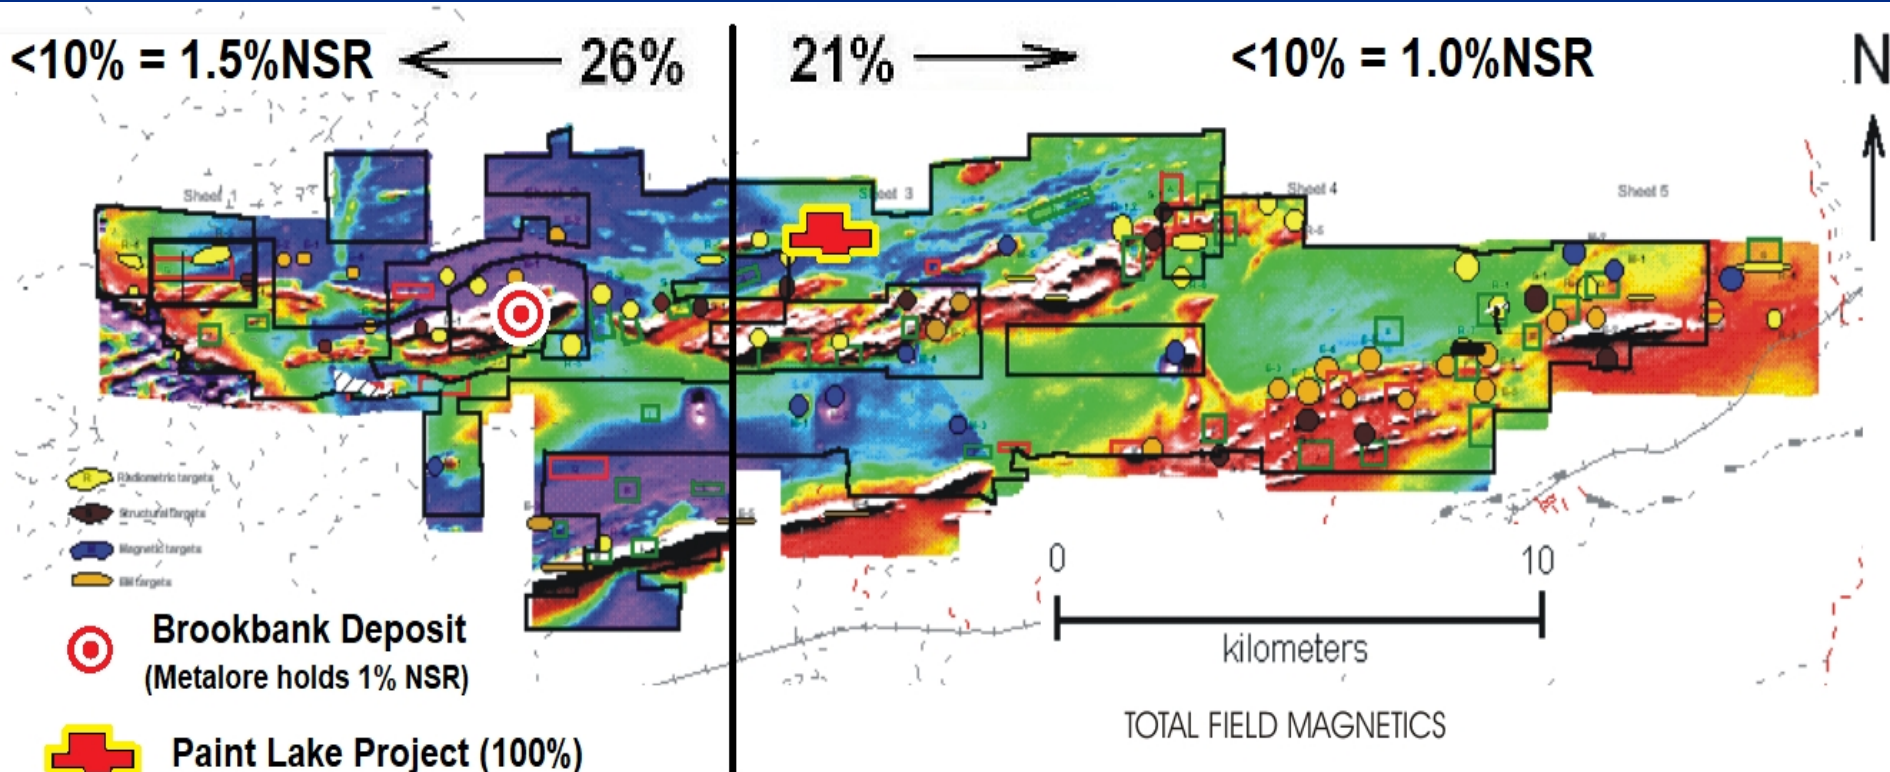 <10% = 1.5%NSR
26%
21%
<10% = 1.0%NSR
N
Sheet 1
Sheet 3
Sheet 4
Sheet 5
Radiometric targets
Structural targets
Magnetic targets
EM targets
Brookbank Deposit
(Metalore holds 1% NSR)
Paint Lake Project (100%)
0
10
kilometers
TOTAL FIELD MAGNETICS